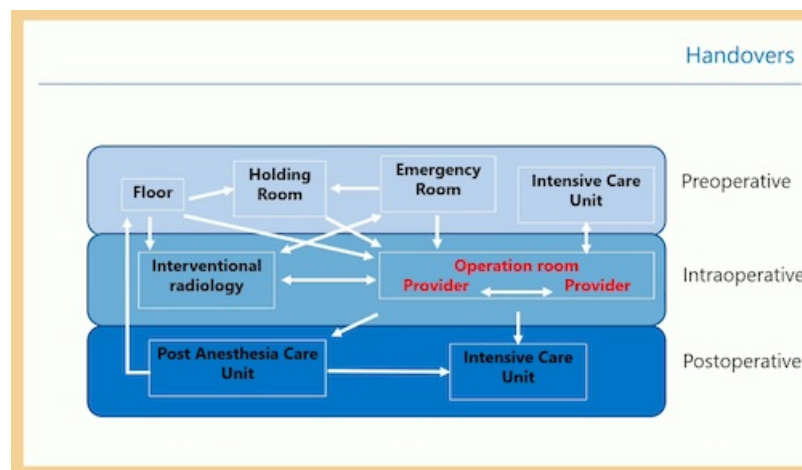 Handovers
Floor
Holding
Room
Emergency
Room
Intensive Care
Unit
Preoperative
Interventional
radiology
Operation room
Provider
Provider
Intraoperative
Post Anesthesia Care
Unit
Intensive Care
Unit
Postoperative